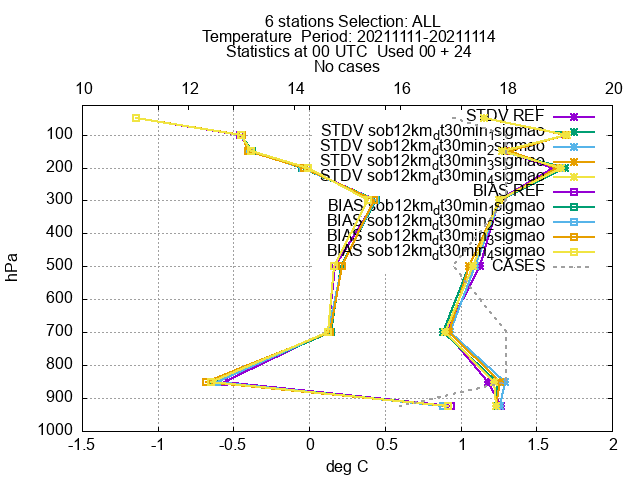 6 stations Selection: ALL
Temperature  Period: 20211111-20211114
Statistics at 00 UTC  Used 00 + 24
No cases
10 12 14 16 18 20
STDV REF
STDV sob12km_dt30min_1sigmao
STDV sob12km_dt30min_2sigmao
STDV sob12km_dt30min_3sigmao
STDV sob12km_dt30min_4sigmao
BIAS REF
BIAS sob12km_dt30min_1sigmao
BIAS sob12km_dt30min_2sigmao
BIAS sob12km_dt30min_3sigmao
BIAS sob12km_dt30min_4sigmao
CASES
100
200
300
400
500
600
700
800
900
1000
hPa
-1.5 -1 -0.5 0 0.5 1 1.5 2
deg C